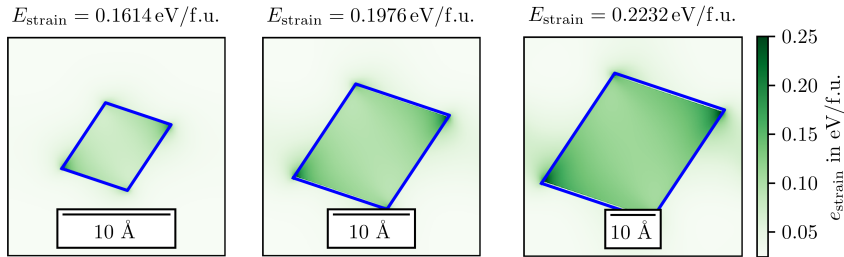 E_strain = 0.1614 eV/f.u.
E_strain = 0.1976 eV/f.u.
E_strain = 0.2232 eV/f.u.
10 Å
10 Å
10 Å
0.25
0.20
0.15
0.10
0.05
e_strain in eV/f.u.